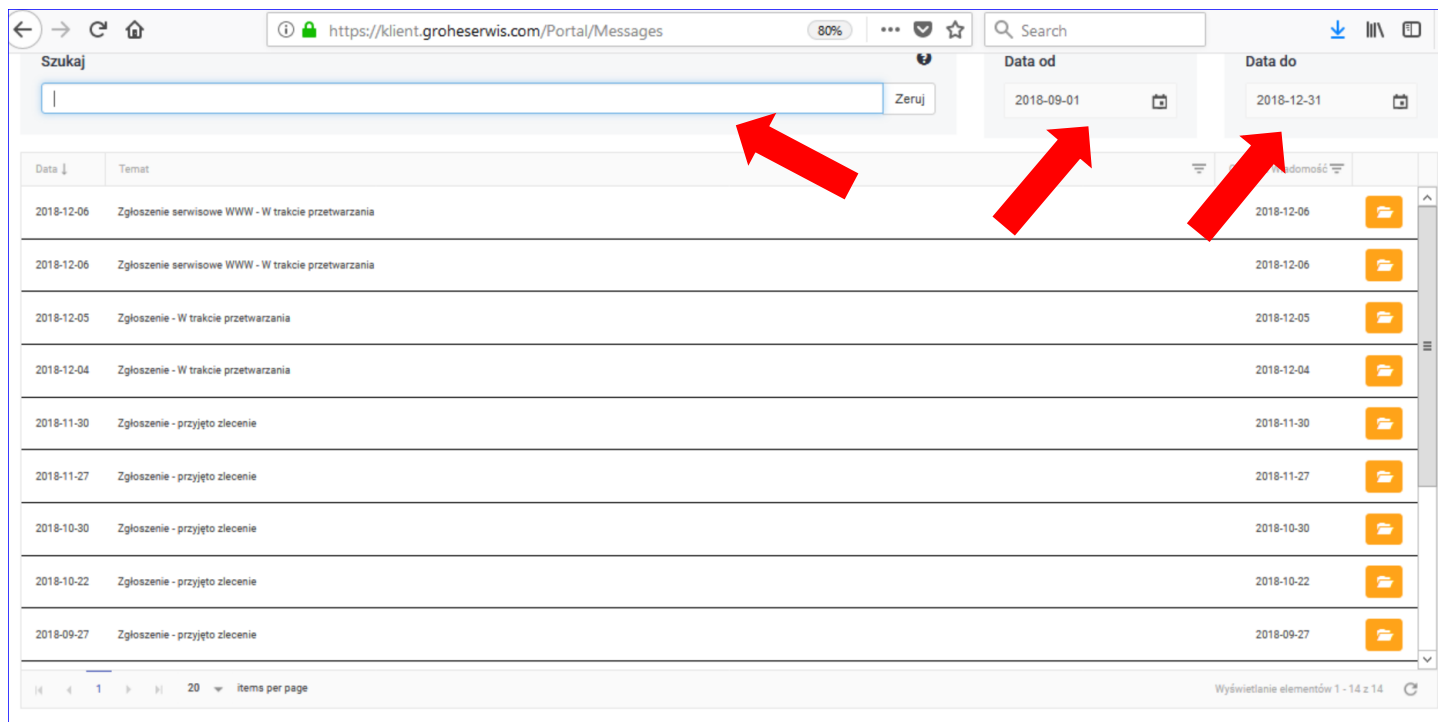 https://klient.groheserwis.com/Portal/Messages 80% Search
Szukaj Data od Data do
Zeruj 2018-09-01 2018-12-31
Data Temat
2018-12-06 Zgłoszenie serwisowe WWW - W trakcie przetwarzania 2018-12-06
2018-12-06 Zgłoszenie serwisowe WWW - W trakcie przetwarzania 2018-12-06
2018-12-05 Zgłoszenie - W trakcie przetwarzania 2018-12-05
2018-12-04 Zgłoszenie - W trakcie przetwarzania 2018-12-04
2018-11-30 Zgłoszenie - przyjęto zlecenie 2018-11-30
2018-11-27 Zgłoszenie - przyjęto zlecenie 2018-11-27
2018-10-30 Zgłoszenie - przyjęto zlecenie 2018-10-30
2018-10-22 Zgłoszenie - przyjęto zlecenie 2018-10-22
2018-09-27 Zgłoszenie - przyjęto zlecenie 2018-09-27
1 20 items per page Wyświetlanie elementów 1 - 14 z 14